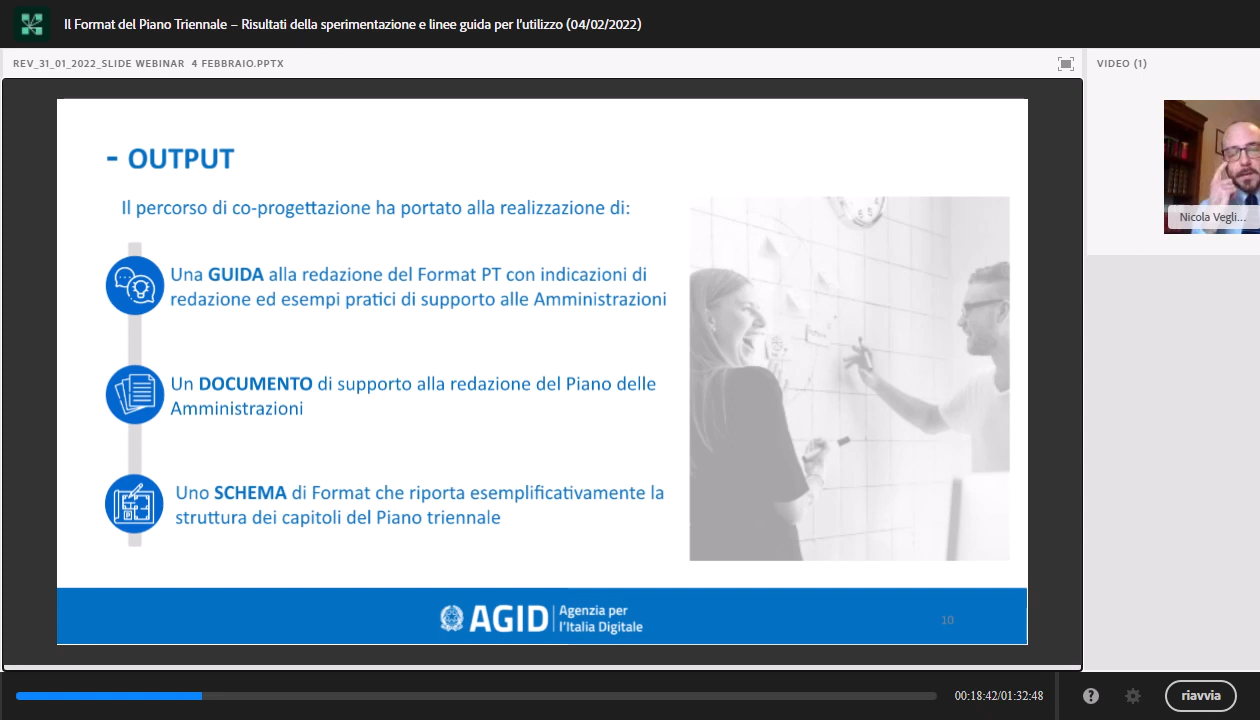 Il Format del Piano Triennale – Risultati della sperimentazione e linee guida per l'utilizzo (04/02/2022)
REV_31_01_2022_SLIDE WEBINAR 4 FEBBRAIO.PPTX
VIDEO (1)
- OUTPUT
Il percorso di co-progettazione ha portato alla realizzazione di:
Una GUIDA alla redazione del Format PT con indicazioni di
redazione ed esempi pratici di supporto alle Amministrazioni
Un DOCUMENTO di supporto alla redazione del Piano delle
Amministrazioni
Uno SCHEMA di Format che riporta esemplificativamente la
struttura dei capitoli del Piano triennale
Nicola Vegli...
AGID
Agenzia per
l'Italia Digitale
10
00:18:42/01:32:48
?
riavvia